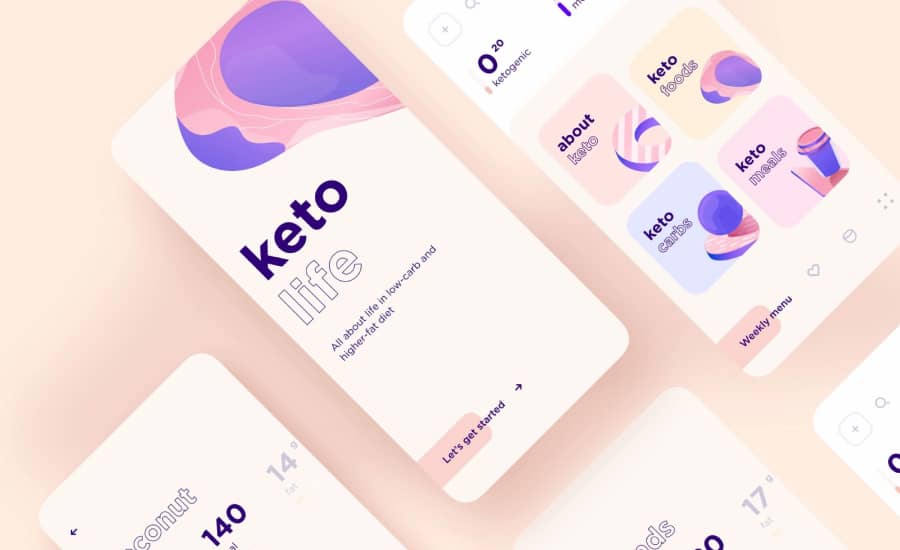 keto
life
All about life in low-carb and
higher-fat diet
Let's get started
0 20
ketogenic
about
keto
keto
foods
keto
carbs
keto
meals
Weekly menu
140
14 g
fat
17 g
fat